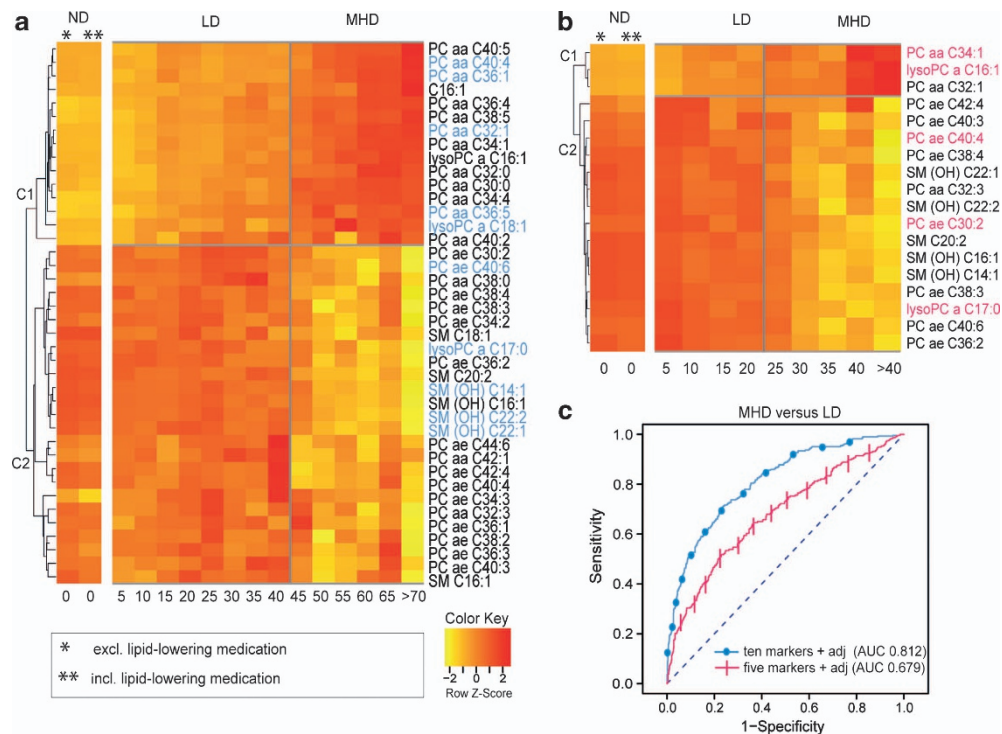 a
ND
LD
MHD
*
**
PC aa C40:5
PC aa C40:4
PC aa C36:1
C16:1
PC aa C36:4
PC aa C38:5
PC aa C32:1
PC aa C34:1
lysoPC a C16:1
PC aa C32:0
PC aa C30:0
PC aa C34:4
PC aa C36:5
lysoPC a C18:1
PC aa C40:2
PC ae C30:2
PC ae C40:6
PC aa C38:0
PC ae C38:4
PC ae C38:3
PC ae C34:2
SM C18:1
lysoPC a C17:0
PC ae C36:2
SM C20:2
SM (OH) C14:1
SM (OH) C16:1
SM (OH) C22:2
SM (OH) C22:1
PC ae C44:6
PC aa C42:1
PC ae C42:4
PC ae C40:4
PC ae C34:3
PC aa C32:3
PC ae C36:1
PC ae C38:2
PC ae C36:3
PC ae C40:3
SM C16:1
C1
C2
0 0 5 10 15 20 25 30 35 40 45 50 55 60 65 >70
* excl. lipid-lowering medication
** incl. lipid-lowering medication
Color Key
−2 0 2
Row Z-Score
b
ND
LD
MHD
*
**
C1
C2
PC aa C34:1
lysoPC a C16:1
PC aa C32:1
PC ae C42:4
PC ae C40:3
PC ae C40:4
PC ae C38:4
SM (OH) C22:1
PC aa C32:3
SM (OH) C22:2
PC ae C30:2
SM C20:2
SM (OH) C16:1
SM (OH) C14:1
PC ae C38:3
lysoPC a C17:0
PC ae C40:6
PC ae C36:2
0 0 5 10 15 20 25 30 35 40 >40
c
MHD versus LD
Sensitivity
1.0
0.8
0.6
0.4
0.2
0.0
ten markers + adj (AUC 0.812)
five markers + adj (AUC 0.679)
0.0 0.2 0.4 0.6 0.8 1.0
1-Specificity